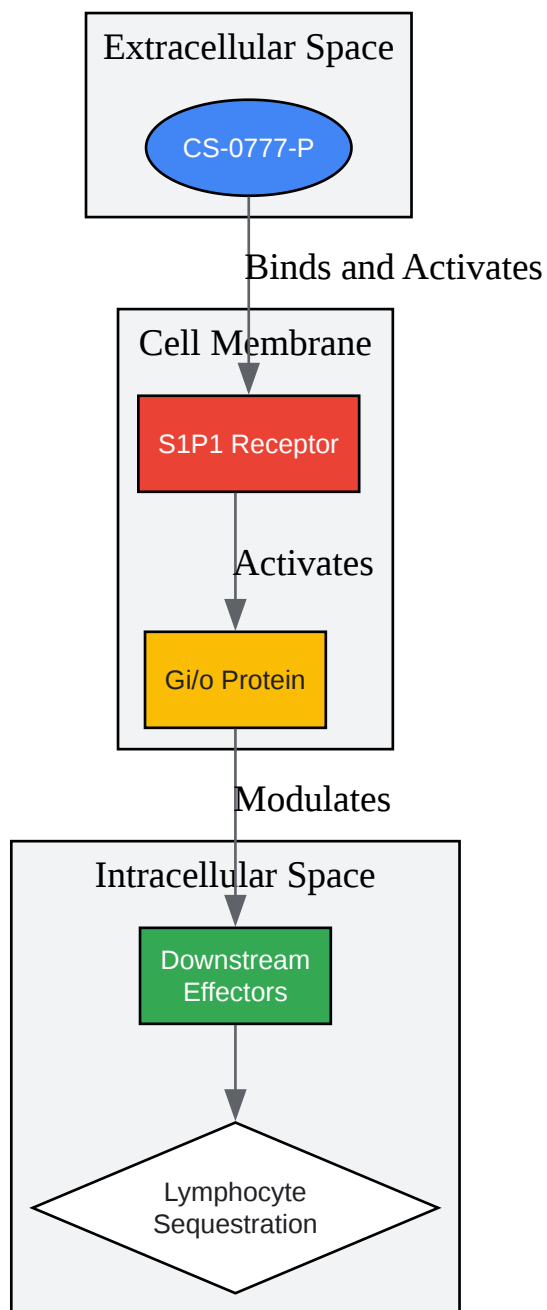 Extracellular Space
CS-0777-P
Binds and Activates
Cell Membrane
S1P1 Receptor
Activates
Gi/o Protein
Modulates
Intracellular Space
Downstream
Effectors
Lymphocyte
Sequestration